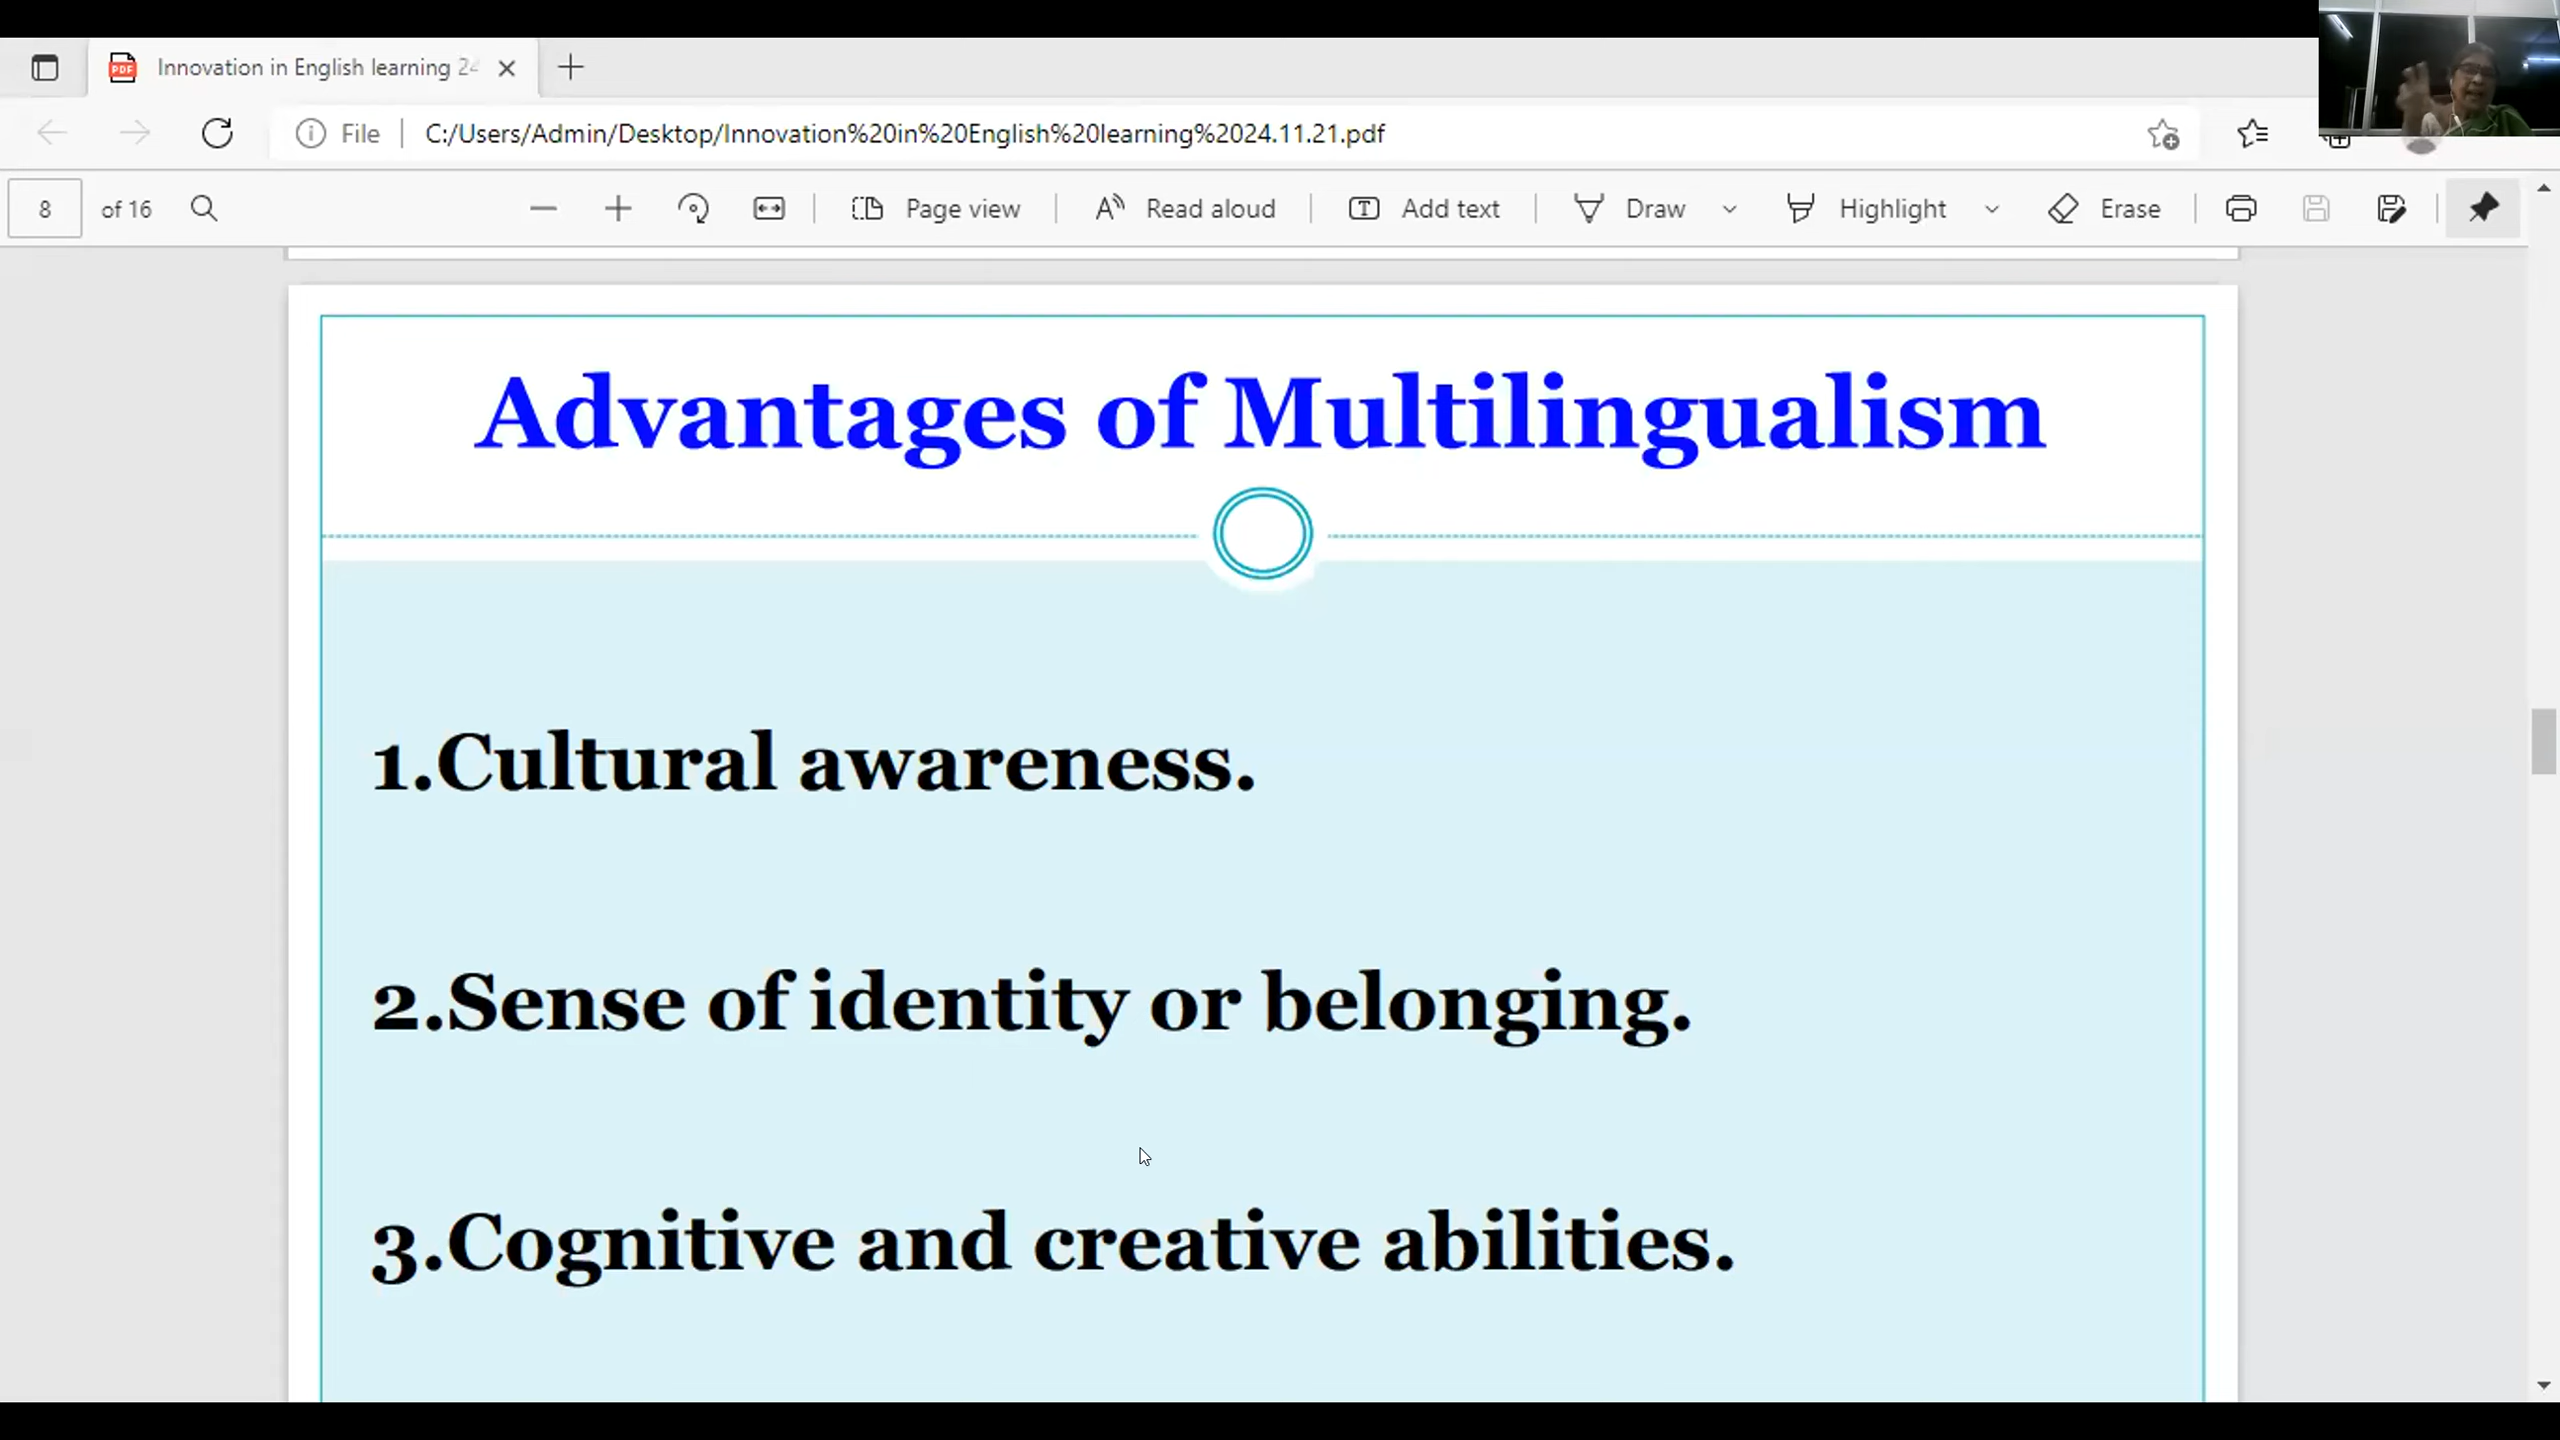 Innovation in English learning 24
File
C:/Users/Admin/Desktop/Innovation%20in%20English%20learning%2024.11.21.pdf
8 of 16
Page view
Read aloud
Add text
Draw
Highlight
Erase
Advantages of Multilingualism
1.Cultural awareness.
2.Sense of identity or belonging.
3.Cognitive and creative abilities.